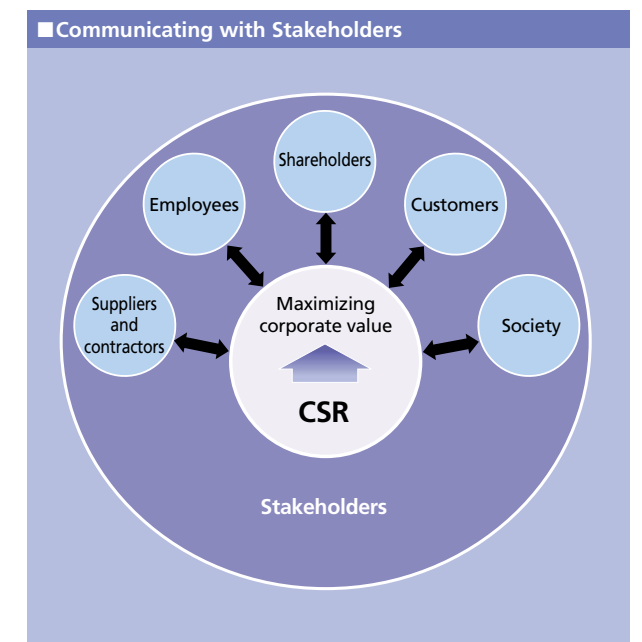 ■Communicating with Stakeholders
Shareholders
Employees
Customers
Suppliers
and
contractors
Maximizing
corporate value
Society
CSR
Stakeholders